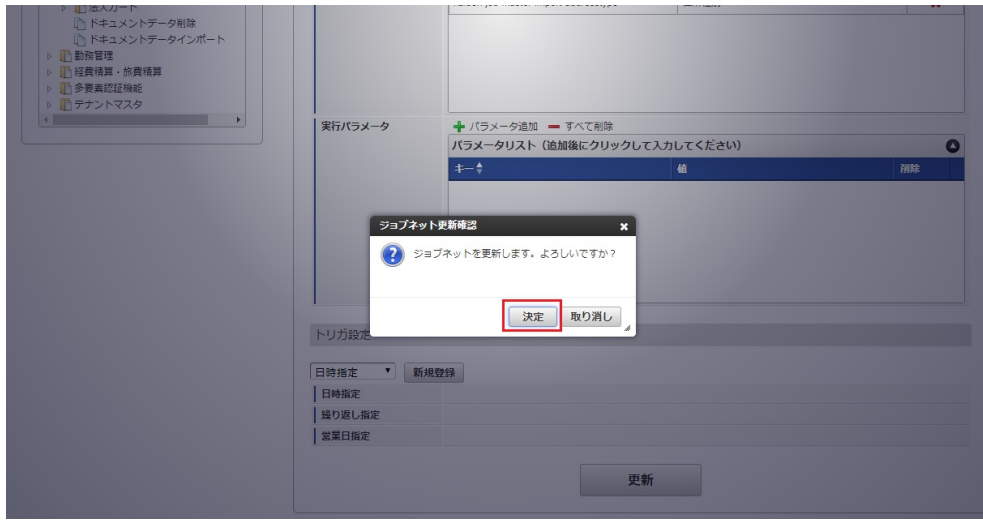 法人カード
ドキュメントデータ削除
ドキュメントデータインポート
勤務管理
経費精算・旅費精算
多要素認証機能
テナントマスタ
実行パラメータ
パラメータ追加 すべて削除
パラメータリスト（追加後にクリックして入力してください）
キー 値 削除
ジョブネット更新確認
ジョブネットを更新します。よろしいですか？
決定 取り消し
トリガ設定
日時指定 新規登録
日時指定
繰り返し指定
営業日指定
更新